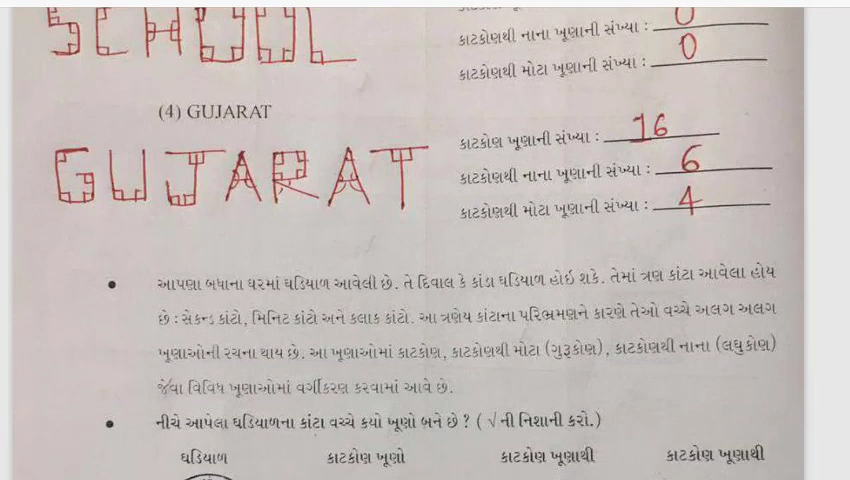 SCHOOL
કાટકોણથી નાના ખૂણાની સંખ્યા : 0
કાટકોણથી મોટા ખૂણાની સંખ્યા : 0
(4) GUJARAT
GUJARAT
કાટકોણ ખૂણાની સંખ્યા : 16
કાટકોણથી નાના ખૂણાની સંખ્યા : 6
કાટકોણથી મોટા ખૂણાની સંખ્યા : 4
• આપણા બધાના ઘરમાં ઘડિયાળ આવેલી છે. તે દિવાલ કે કાંડા ઘડિયાળ હોઈ શકે. તેમાં ત્રણ કાંટા આવેલા હોય
છે : સેકન્ડ કાંટો, મિનિટ કાંટો અને કલાક કાંટો. આ ત્રણેય કાંટાના પરિભ્રમણને કારણે તેઓ વચ્ચે અલગ અલગ
ખૂણાઓની રચના થાય છે. આ ખૂણાઓમાં કાટકોણ, કાટકોણથી મોટા (ગુરૂકોણ), કાટકોણથી નાના (લઘુકોણ)
જેવા વિવિધ ખૂણાઓમાં વર્ગીકરણ કરવામાં આવે છે.
• નીચે આપેલા ઘડિયાળના કાંટા વચ્ચે કયો ખૂણો બને છે ? ( √ ની નિશાની કરો.)
ઘડિયાળ કાટકોણ ખૂણો કાટકોણ ખૂણાથી કાટકોણ ખૂણાથી